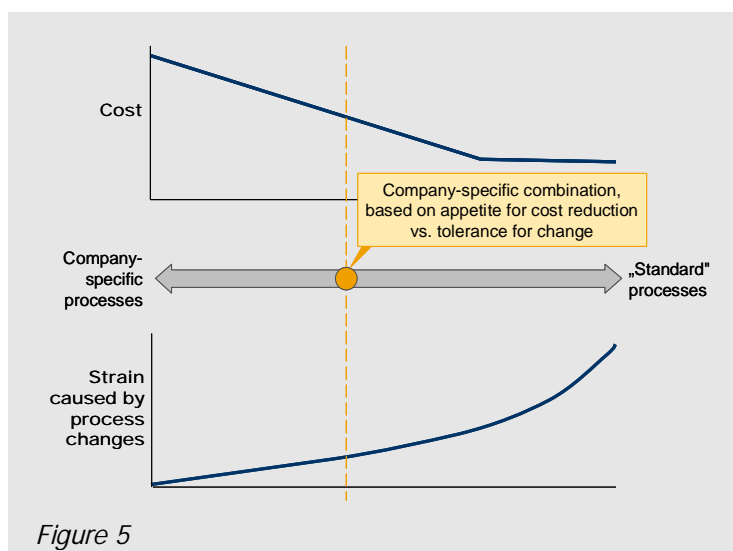 Cost
Company-specific combination,
based on appetite for cost reduction
vs. tolerance for change
Company-
specific
processes
„Standard"
processes
Strain
caused by
process
changes
Figure 5